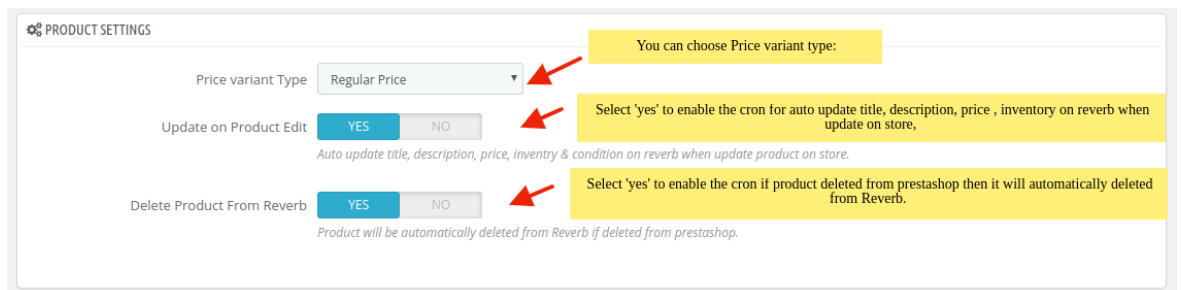 PRODUCT SETTINGS
You can choose Price variant type:
Price variant Type Regular Price
Select 'yes' to enable the cron for auto update title, description, price , inventory on reverb when
update on store,
Update on Product Edit YES NO
Auto update title, description, price, inventry & condition on reverb when update product on store.
Select 'yes' to enable the cron if product deleted from prestashop then it will automatically deleted
from Reverb.
Delete Product From Reverb YES NO
Product will be automatically deleted from Reverb if deleted from prestashop.